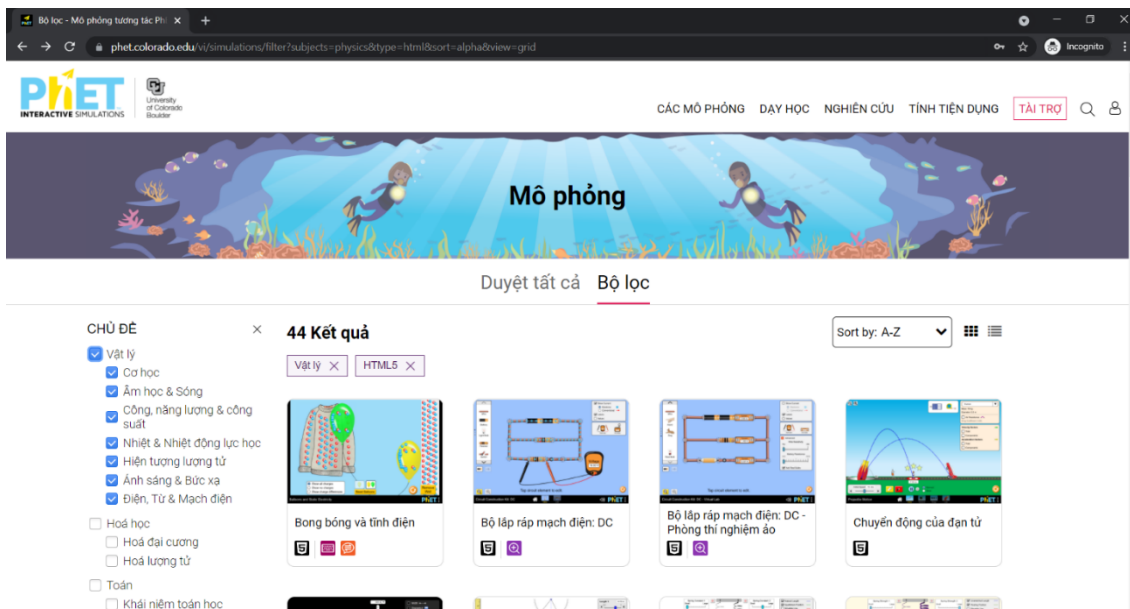 Bộ lọc - Mô phỏng tương tác Ph
phet.colorado.edu/vi/simulations/filter?subjects=physics&type=html&sort=alpha&view=grid
Incognito
PhET
INTERACTIVE SIMULATIONS
University
of Colorado
Boulder
CÁC MÔ PHỎNG DẠY HỌC NGHIÊN CỨU TÍNH TIỆN DỤNG TÀI TRỢ
Mô phỏng
Duyệt tất cả Bộ lọc
CHỦ ĐỀ
Vật lý
Cơ học
Âm học & Sóng
Công, năng lượng & công
suất
Nhiệt & Nhiệt động lực học
Hiện tượng lượng tử
Ánh sáng & Bức xạ
Điện, Từ & Mạch điện
Hoá học
Hoá đại cương
Hoá lượng tử
Toán
Khái niệm toán học
44 Kết quả
Sort by: A-Z
Vật lý HTML5
Bong bóng và tĩnh điện
Bộ lắp ráp mạch điện: DC
Bộ lắp ráp mạch điện: DC -
Phòng thí nghiệm ảo
Chuyển động của đạn tử